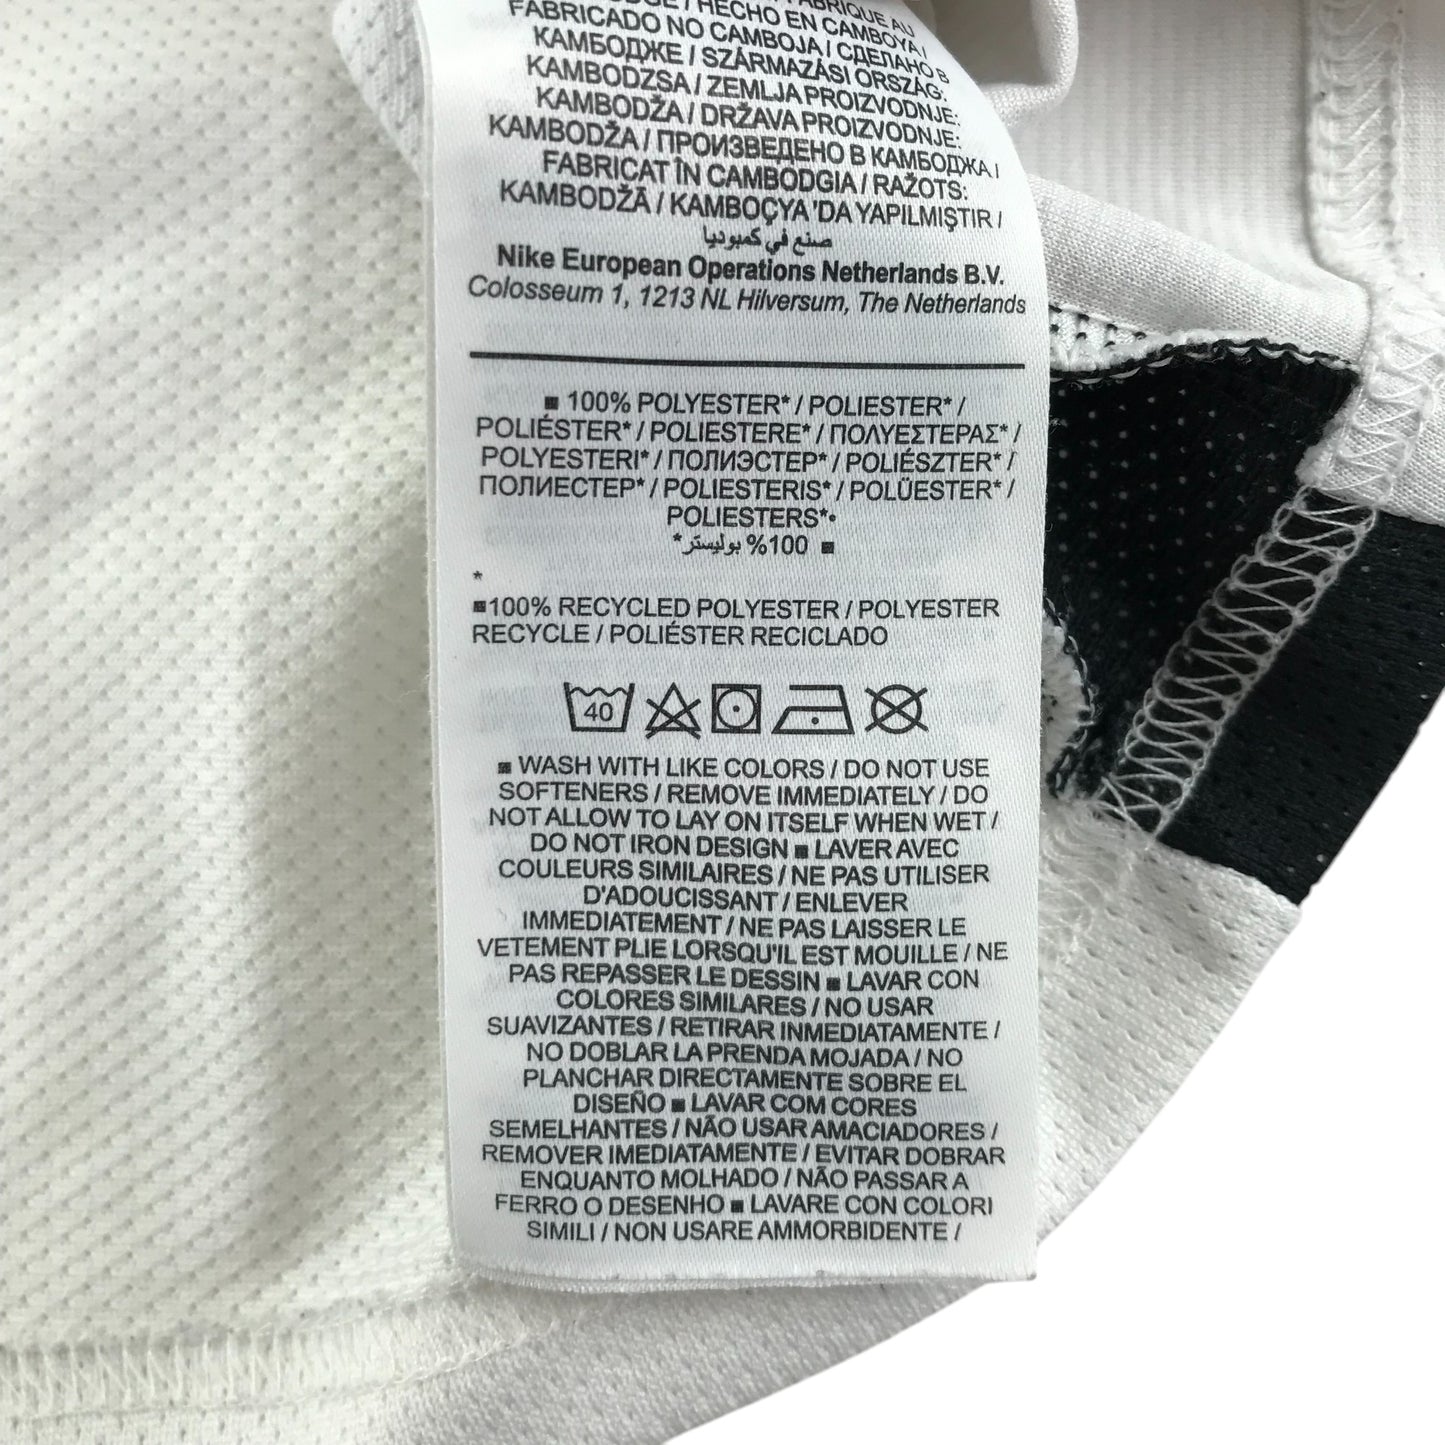 FABRIQUE AU
/ HECHO EN CAMBOYA /
FABRICADO NO CAMBOJA / СДЕЛАНО В
КАМБОДЖЕ / SZÁRMAZÁSI ORSZÁG:
KAMBODZSA / ZEMLJA PROIZVODNJE:
KAMBODŽA / DRŽAVA PROIZVODNJE:
KAMBODŽA / ПРОИЗВЕДЕНО В КАМБОДЖА /
FABRICAT ÎN CAMBODGIA / RAŽOTS:
KAMBODŽĀ / KAMBOÇYA 'DA YAPILMIŞTIR /
صنع في كمبوديا
Nike European Operations Netherlands B.V.
Colosseum 1, 1213 NL Hilversum, The Netherlands
■ 100% POLYESTER* / POLIESTER* /
POLIÉSTER* / POLIESTERE* / ΠΟΛΥΕΣΤΕΡΑΣ* /
POLYESTERI* / ПОЛИЭСТЕР* / POLIÉSZTER* /
ПОЛИЕСТЕР* / POLIESTERIS* / POLÜESTER* /
POLIESTERS*
■ 100% بوليستر*
*
■100% RECYCLED POLYESTER / POLYESTER
RECYCLE / POLIÉSTER RECICLADO
40
■ WASH WITH LIKE COLORS / DO NOT USE
SOFTENERS / REMOVE IMMEDIATELY / DO
NOT ALLOW TO LAY ON ITSELF WHEN WET /
DO NOT IRON DESIGN ■ LAVER AVEC
COULEURS SIMILAIRES / NE PAS UTILISER
D'ADOUCISSANT / ENLEVER
IMMEDIATEMENT / NE PAS LAISSER LE
VETEMENT PLIE LORSQU'IL EST MOUILLE / NE
PAS REPASSER LE DESSIN ■ LAVAR CON
COLORES SIMILARES / NO USAR
SUAVIZANTES / RETIRAR INMEDIATAMENTE /
NO DOBLAR LA PRENDA MOJADA / NO
PLANCHAR DIRECTAMENTE SOBRE EL
DISEÑO ■ LAVAR COM CORES
SEMELHANTES / NÃO USAR AMACIADORES /
REMOVER IMEDIATAMENTE / EVITAR DOBRAR
ENQUANTO MOLHADO / NÃO PASSAR A
FERRO O DESENHO ■ LAVARE CON COLORI
SIMILI / NON USARE AMMORBIDENTE /